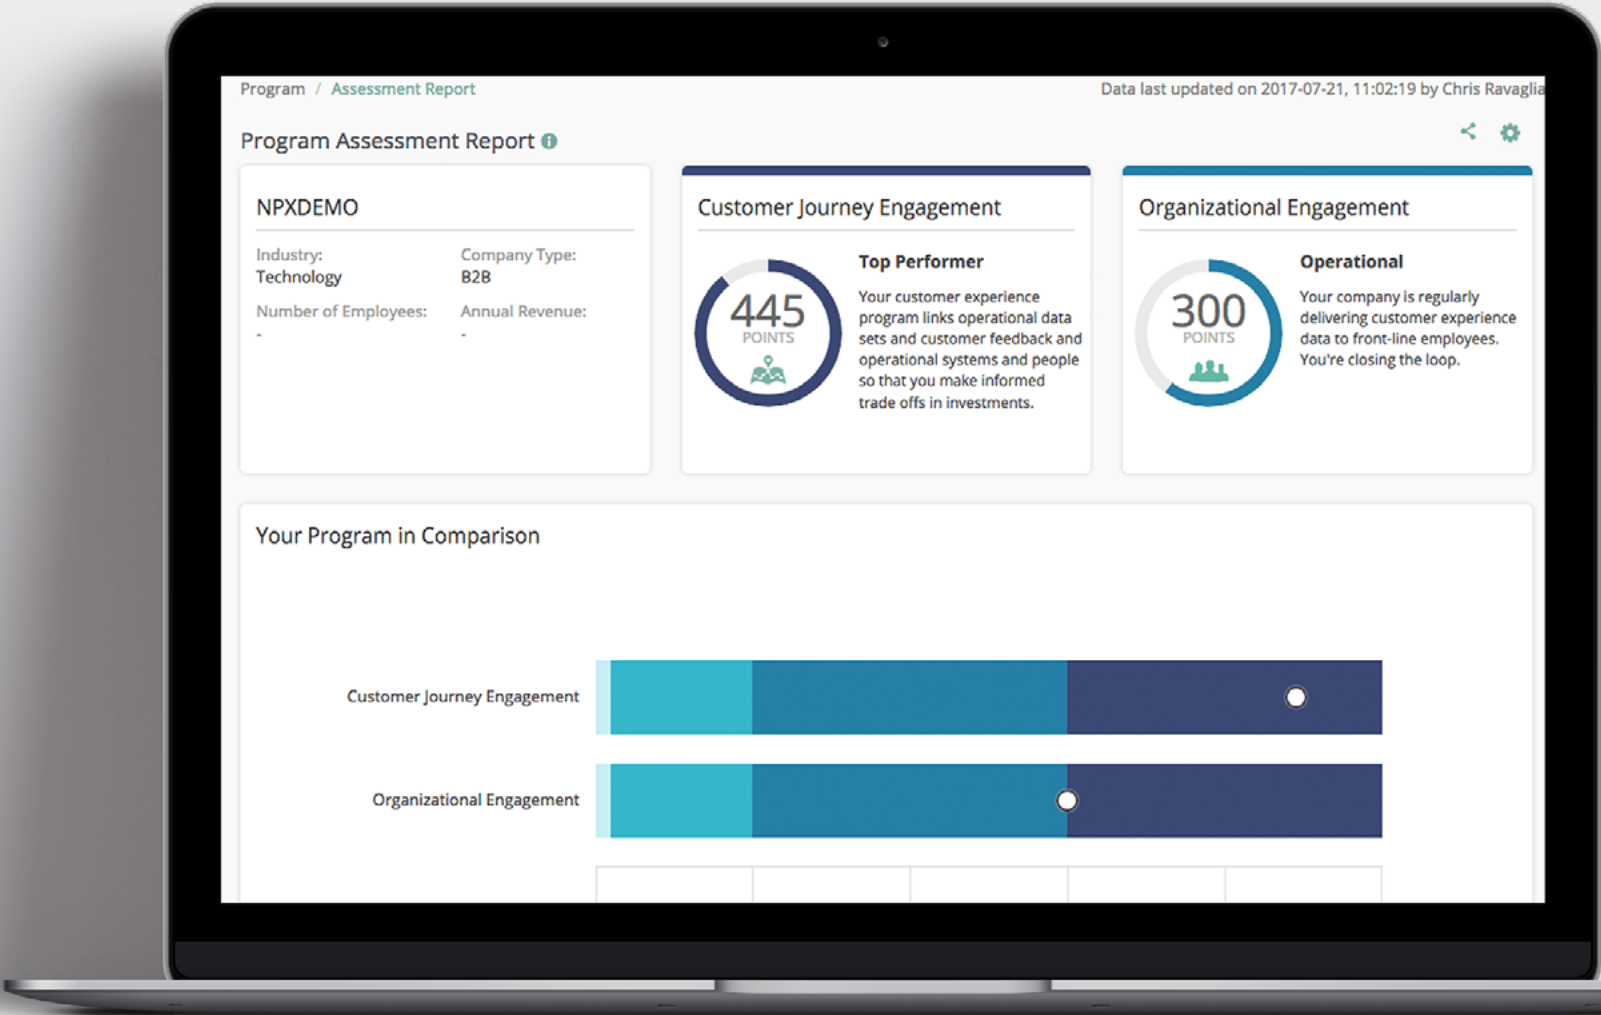 Program / Assessment Report
Data last updated on 2017-07-21, 11:02:19 by Chris Ravaglia
Program Assessment Report
NPXDEMO
Industry:
Technology
Company Type:
B2B
Number of Employees:
-
Annual Revenue:
-
Customer Journey Engagement
445
POINTS
Top Performer
Your customer experience
program links operational data
sets and customer feedback and
operational systems and people
so that you make informed
trade offs in investments.
Organizational Engagement
300
POINTS
Operational
Your company is regularly
delivering customer experience
data to front-line employees.
You're closing the loop.
Your Program in Comparison
Customer Journey Engagement
Organizational Engagement